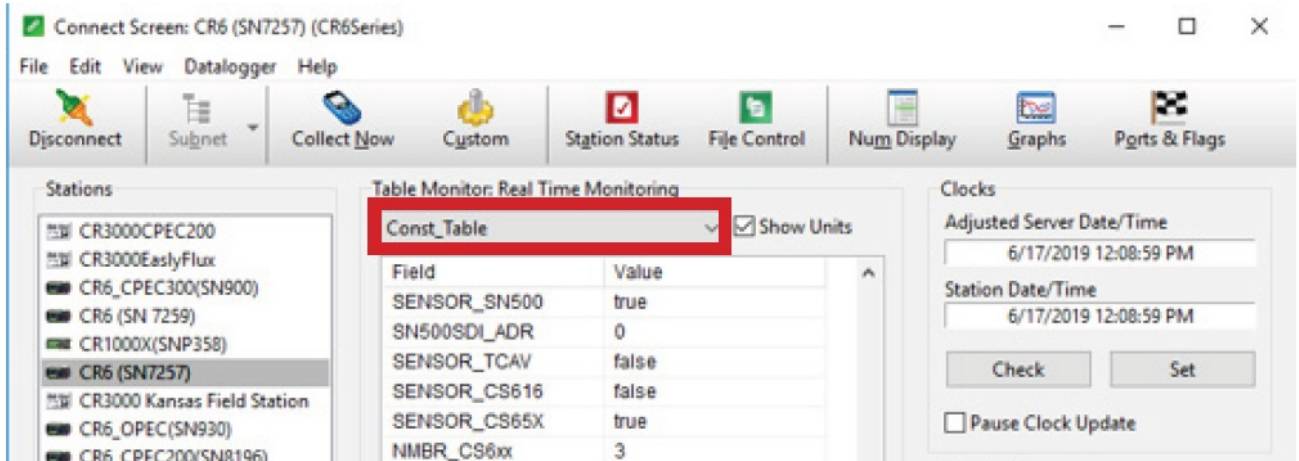 Connect Screen: CR6 (SN7257) (CR6Series)
File Edit View Datalogger Help
Disconnect Subnet Collect Now Custom Station Status File Control Num Display Graphs Ports & Flags
Stations
CR3000CPEC200
CR3000EaslyFlux
CR6_CPEC300(SN900)
CR6 (SN 7259)
CR1000X(SNP358)
CR6 (SN7257)
CR3000 Kansas Field Station
CR6_OPEC(SN930)
CR6_CPEC200(SN8196)
Table Monitor: Real Time Monitoring
Const_Table Show Units
Field Value
SENSOR_SN500 true
SN500SDI_ADR 0
SENSOR_TCAV false
SENSOR_CS616 false
SENSOR_CS65X true
NMBR_CS6xx 3
Clocks
Adjusted Server Date/Time
6/17/2019 12:08:59 PM
Station Date/Time
6/17/2019 12:08:59 PM
Check Set
Pause Clock Update